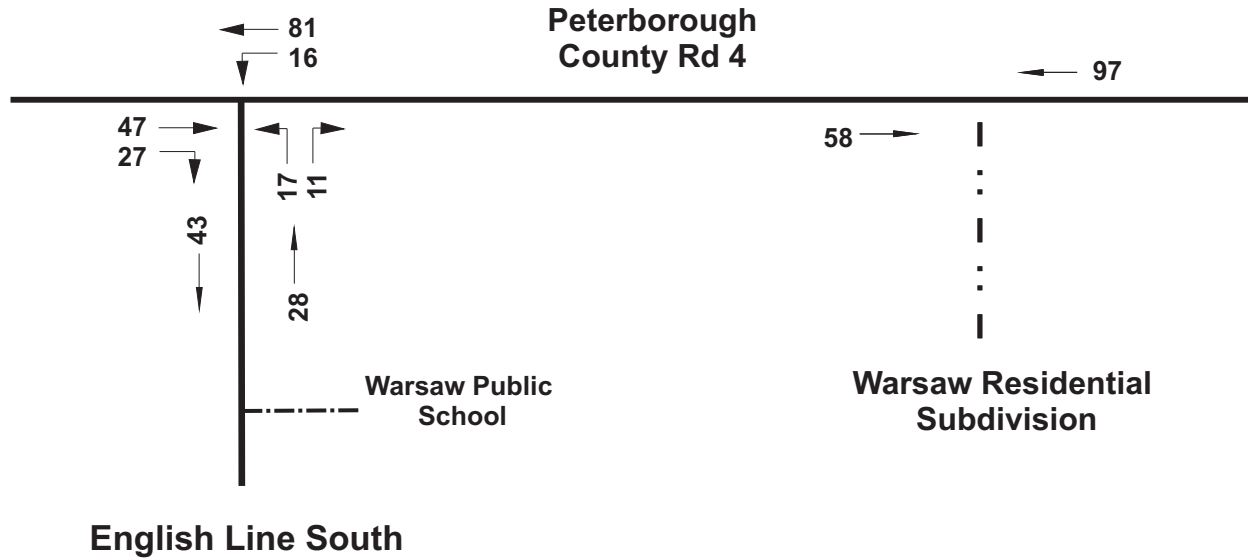 Peterborough
County Rd 4
81
16
97
47
27
58
17
11
43
28
Warsaw Public
School
Warsaw Residential
Subdivision
English Line South